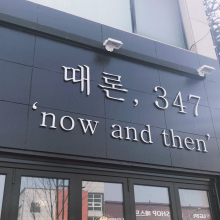 때론, 347
‘now and then’